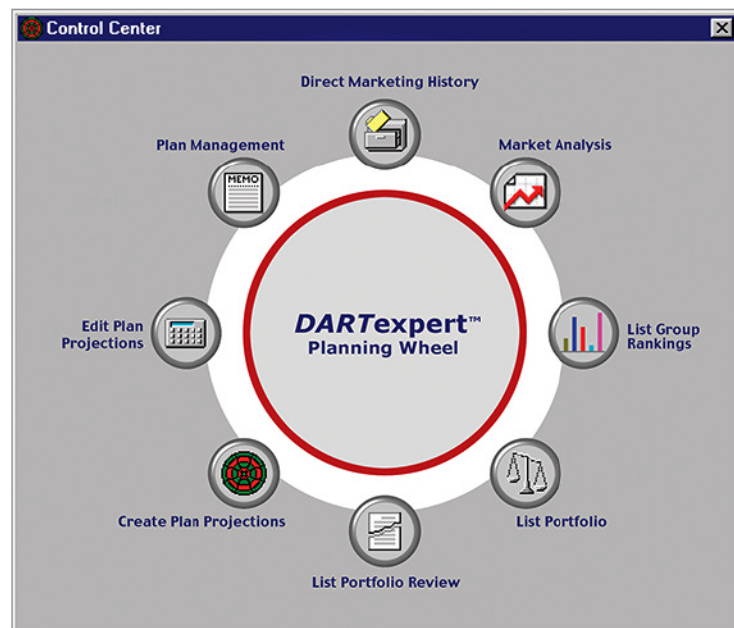 Control Center
Direct Marketing History
Plan Management
Market Analysis
MEMO
DARTexpert™
Planning Wheel
Edit Plan
Projections
List Group
Rankings
Create Plan Projections
List Portfolio
List Portfolio Review